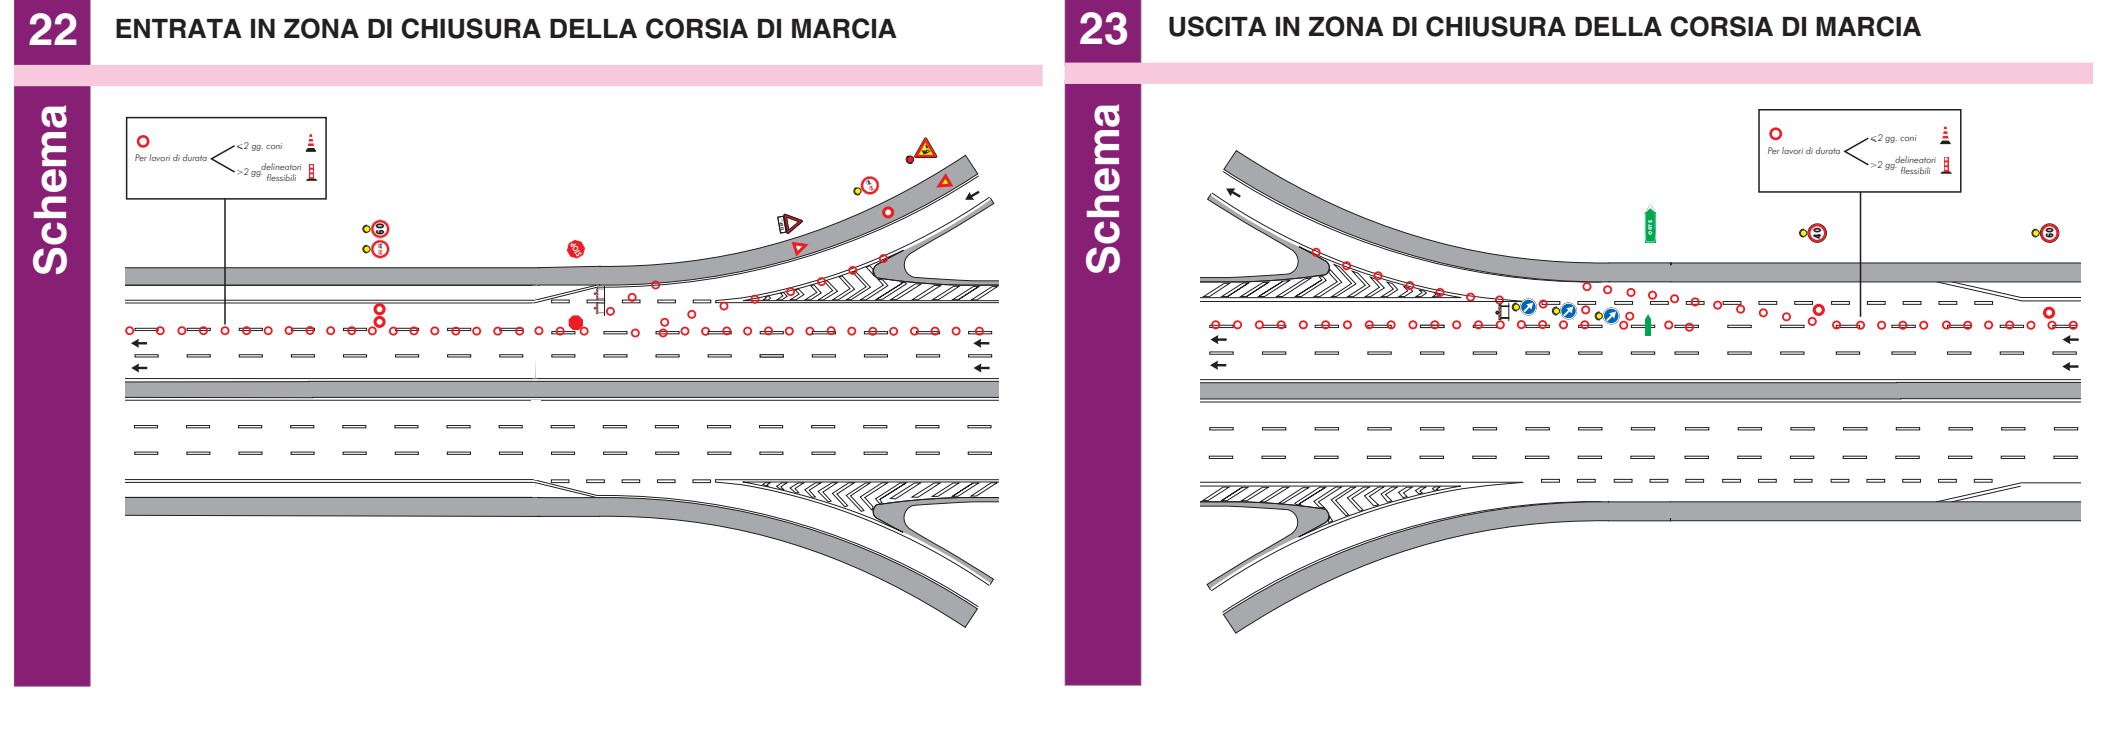 22
ENTRATA IN ZONA DI CHIUSURA DELLA CORSIA DI MARCIA
Schema
Per lavori di durata
<2 gg. coni
>2 gg. delineatori
flessibili
60
STOP
23
USCITA IN ZONA DI CHIUSURA DELLA CORSIA DI MARCIA
Schema
Per lavori di durata
<2 gg. coni
>2 gg. delineatori
flessibili
40
60